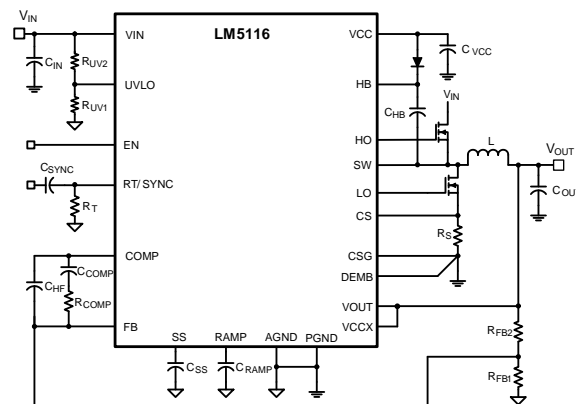 VIN
LM5116
VCC
VIN
CIN
RUV2
UVLO
RUV1
CVCC
HB
CHB
VIN
EN
HO
SW
L
VOUT
CSYNC
RT/SYNC
RT
LO
COU
CS
RS
COMP
CSG
CHF
CCOMP
RCOMP
DEMB
FB
VOUT
VCCX
RFB2
SS
RAMP
AGND
PGND
CSS
CRAMP
RFB1